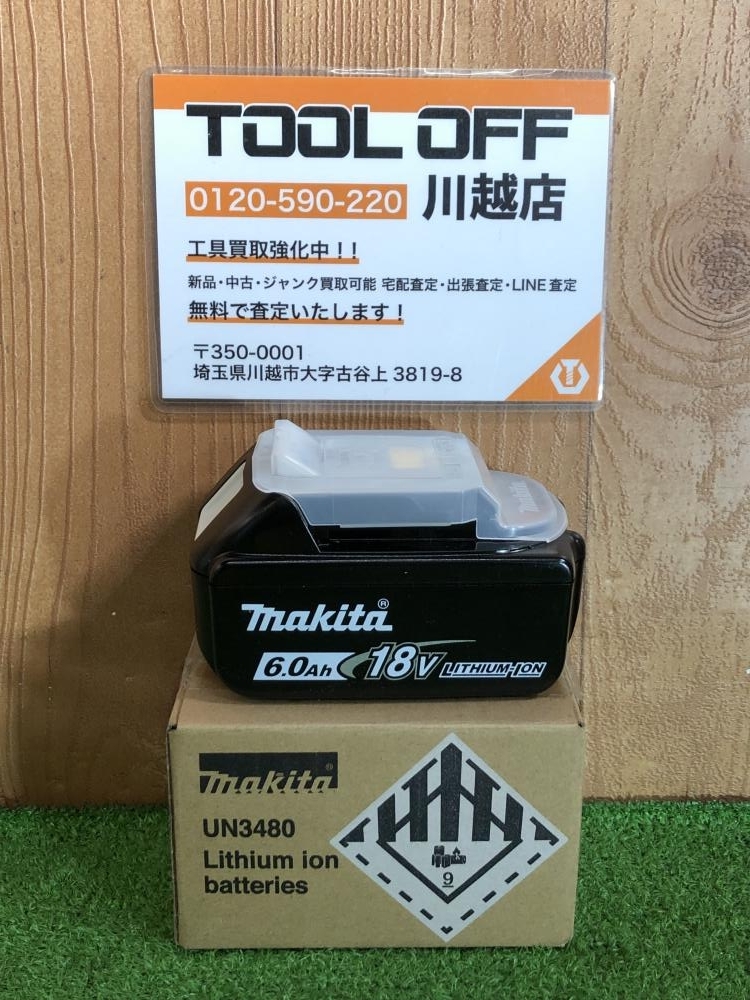 TOOL OFF
0120-590-220 川越店
工具買取強化中!!
新品・中古・ジャンク買取可能 宅配査定・出張査定・LINE査定
無料で査定いたします!
〒350-0001
埼玉県川越市大字古谷上 3819-8
makita
makita®
6.0Ah 18V LITHIUM-ION
makita®
UN3480
Lithium ion
batteries
9